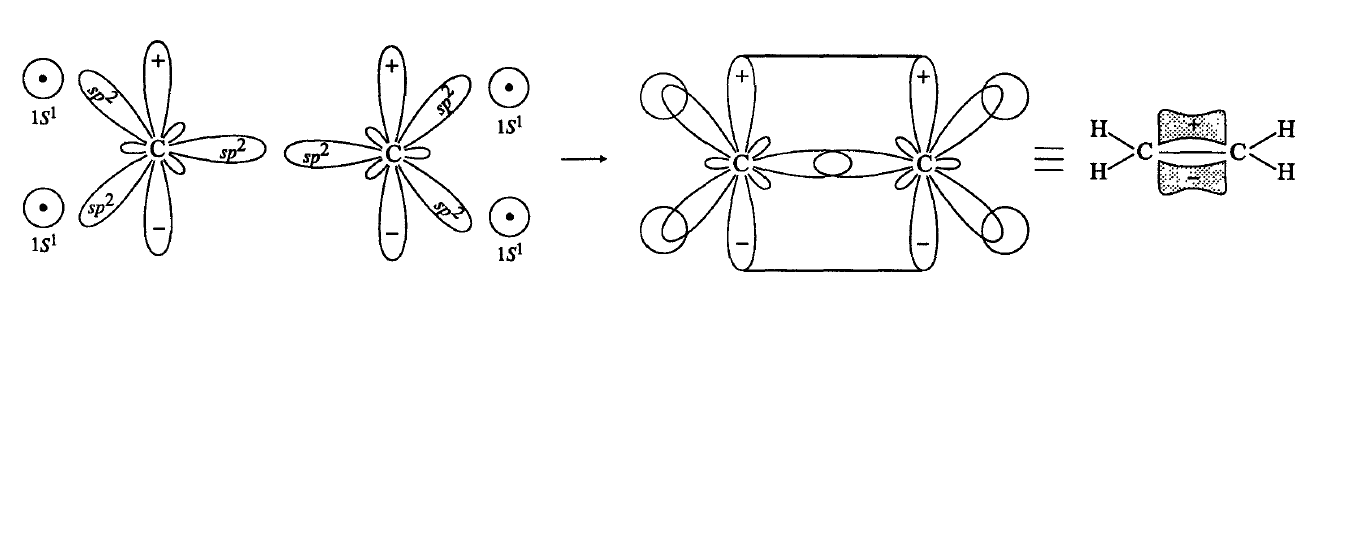 + +
1S¹ sp² sp² 1S¹
C sp² sp² C
1S¹ sp² sp² 1S¹
− −
+ +
C C
− −
H + H
C C
H − H